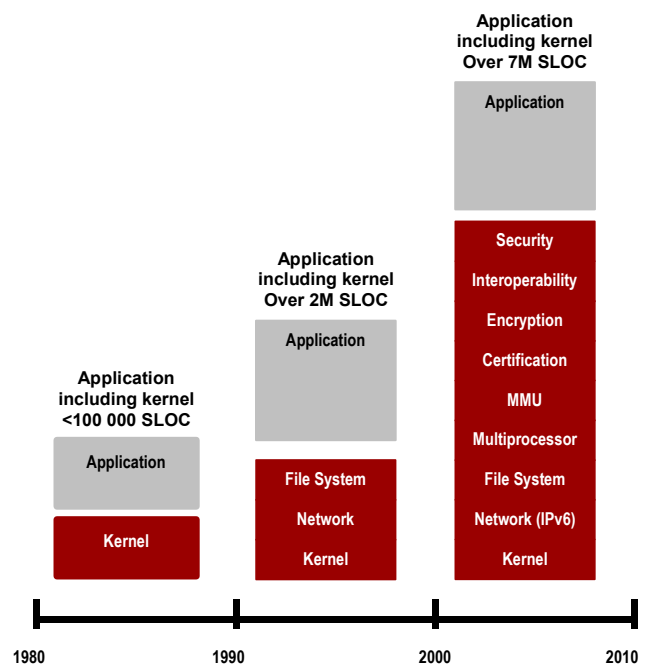 Application
including kernel
<100 000 SLOC
Application
Kernel
Application
including kernel
Over 2M SLOC
Application
File System
Network
Kernel
Application
including kernel
Over 7M SLOC
Application
Security
Interoperability
Encryption
Certification
MMU
Multiprocessor
File System
Network (IPv6)
Kernel
1980
1990
2000
2010